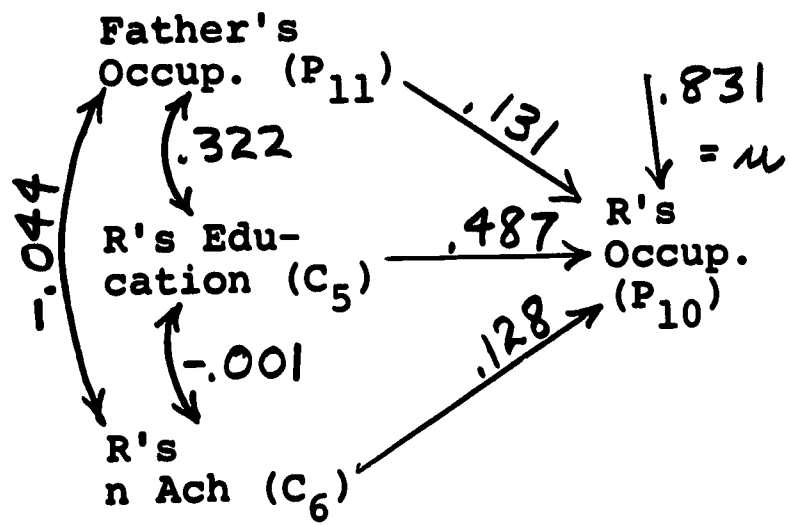 Father's
Occup. (P11)
.131
.831
= u
.322
-.044
R's Edu-
cation (C5)
.487
R's
Occup.
(P10)
-.001
.128
R's
n Ach (C6)